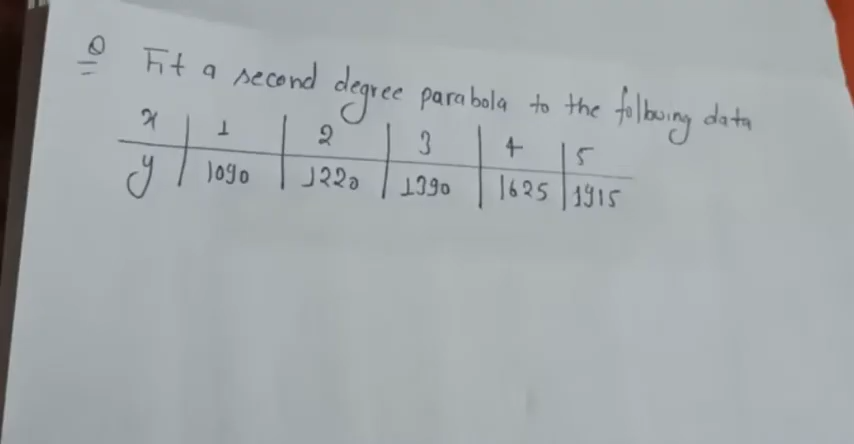 Q Fit a second degree parabola to the following data
x 1 2 3 4 5
y 1090 1220 1390 1625 1915